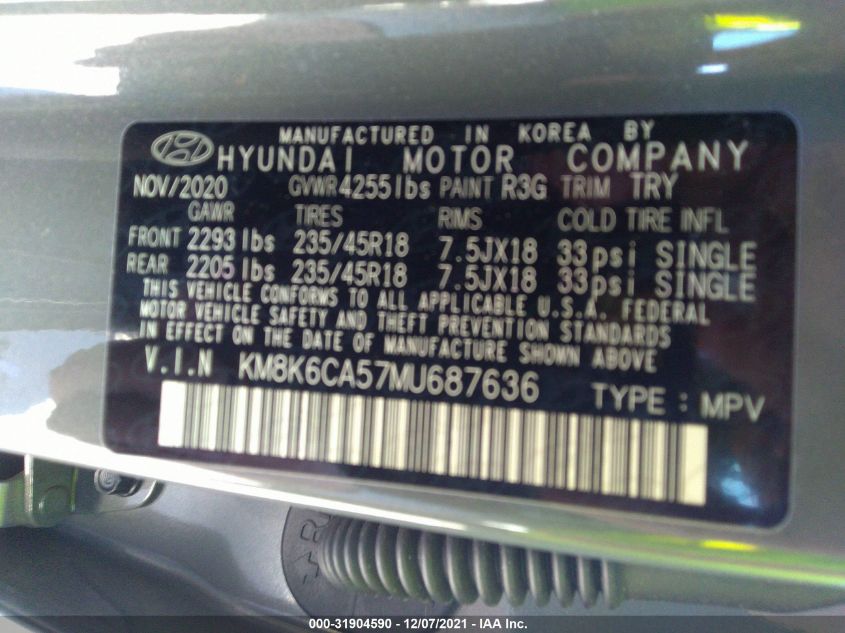 MANUFACTURED IN KOREA BY
HYUNDAI MOTOR COMPANY
NOV/2020 GVWR 4255lbs PAINT R3G TRIM TRY
GAWR TIRES RIMS COLD TIRE INFL
FRONT 2293 lbs 235/45R18 7.5JX18 33psi SINGLE
REAR 2205 lbs 235/45R18 7.5JX18 33psi SINGLE
THIS VEHICLE CONFORMS TO ALL APPLICABLE U.S.A. FEDERAL
MOTOR VEHICLE SAFETY AND THEFT PREVENTION STANDARDS
IN EFFECT ON THE DATE OF MANUFACTURE SHOWN ABOVE
V.I.N KM8K6CA57MU687636 TYPE : MPV
000-31904590 - 12/07/2021 - IAA Inc.